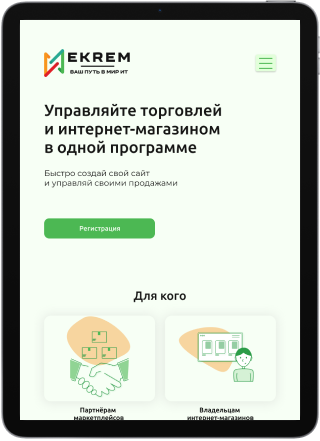 EKREM
ВАШ ПУТЬ В МИР ИТ
Управляйте торговлей
и интернет-магазином
в одной программе
Быстро создай свой сайт
и управляй своими продажами
Регистрация
Для кого
Партнёрам
маркетплейсов
Владельцам
интернет-магазинов